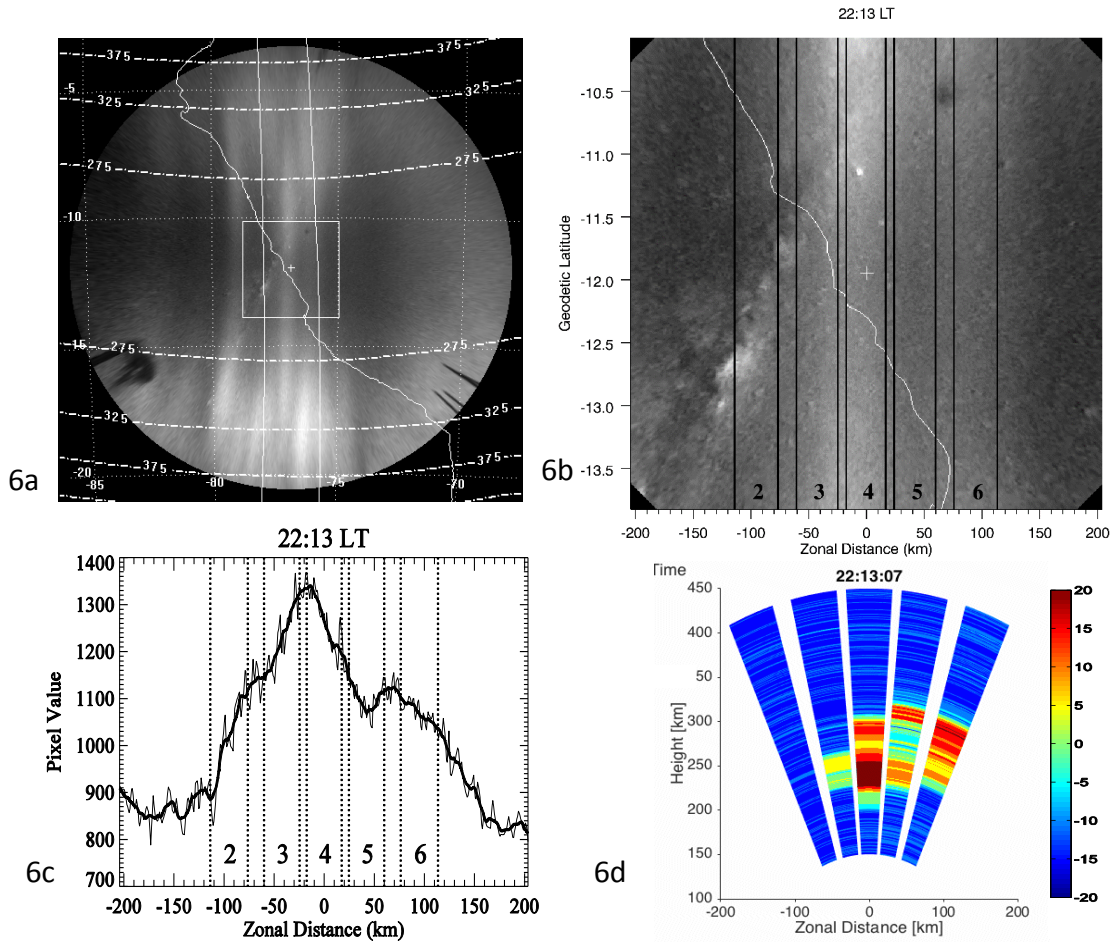 22:13 LT
375
375
-5
325
325
275
275
-10
-15
275
275
325
325
375
375
-20
-85
-80
-75
-70
6a
-10.5
-11.0
-11.5
-12.0
-12.5
-13.0
-13.5
Geodetic Latitude
2 3 4 5 6
-200 -150 -100 -50 0 50 100 150 200
Zonal Distance (km)
6b
22:13 LT
1400
1300
1200
1100
1000
900
800
700
Pixel Value
2 3 4 5 6
-200 -150 -100 -50 0 50 100 150 200
Zonal Distance (km)
6c
Time
22:13:07
450
400
350
300
250
200
150
100
Height [km]
-200 -100 0 100 200
Zonal Distance [km]
20
15
10
5
0
-5
-10
-15
-20
6d